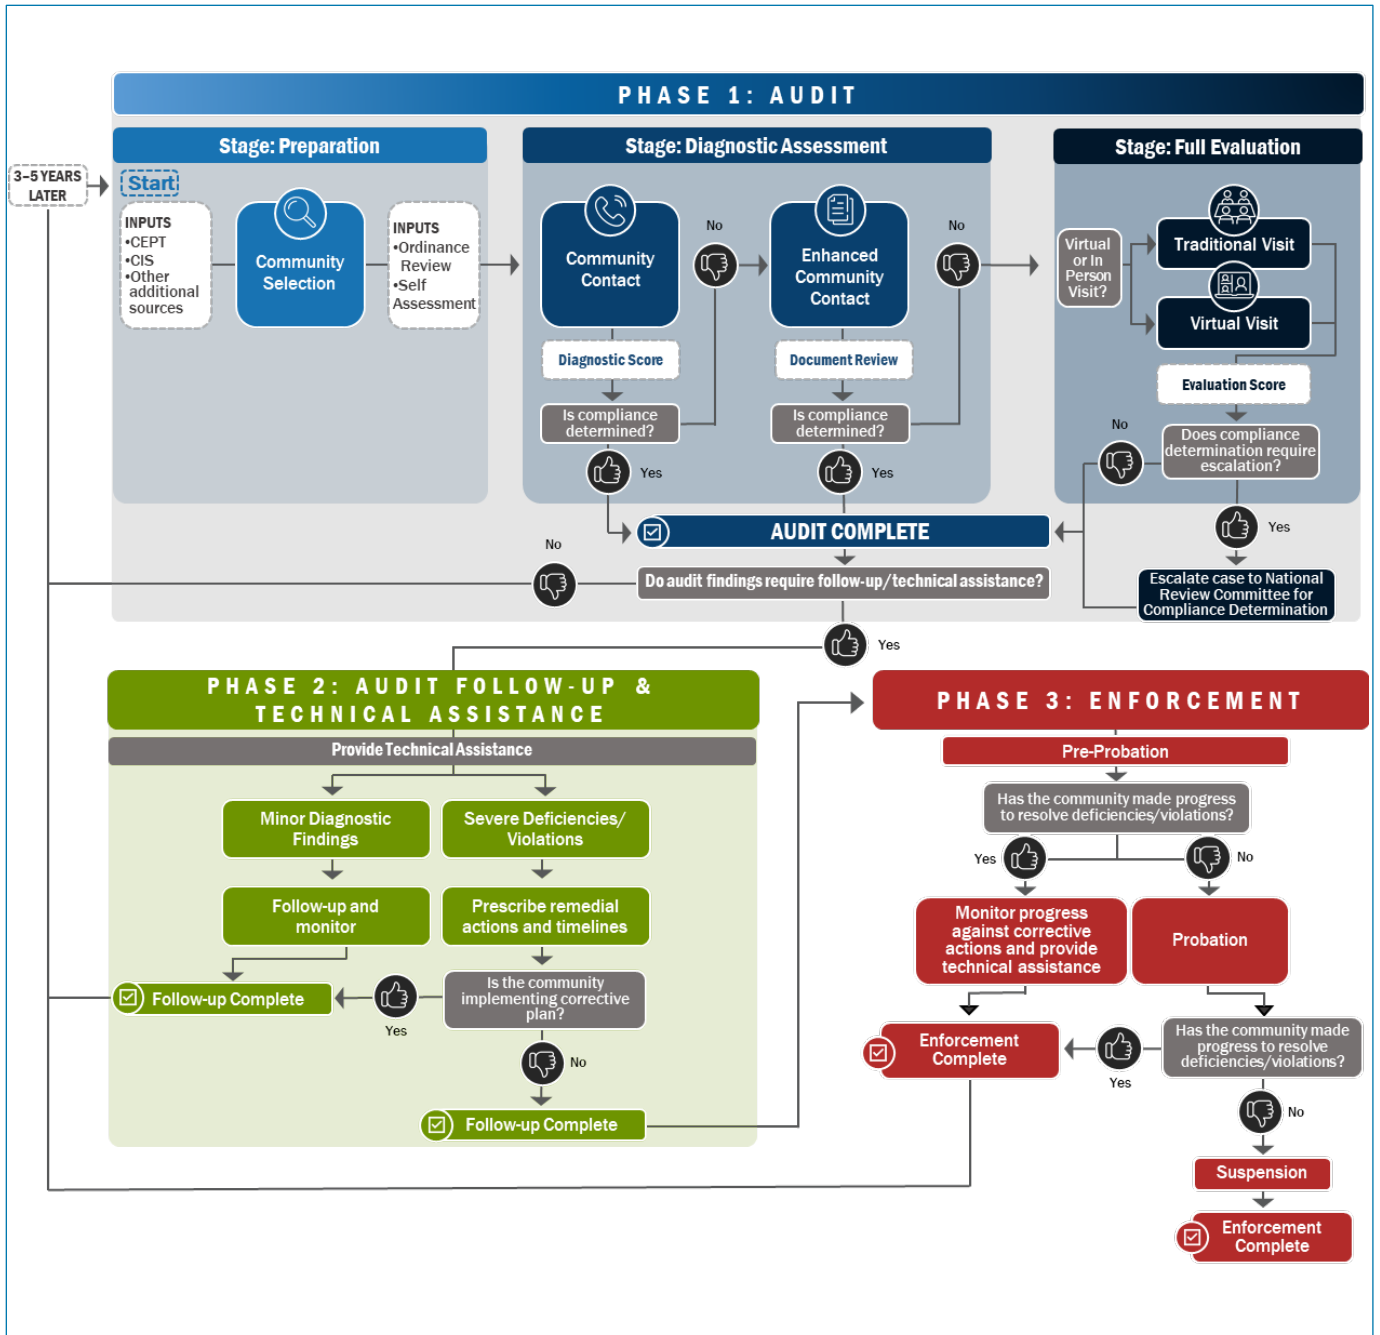 PHASE 1: AUDIT
Stage: Preparation
Stage: Diagnostic Assessment
Stage: Full Evaluation
3–5 YEARS
LATER
Start
INPUTS
•CEPT
•CIS
•Other
additional
sources
Community
Selection
INPUTS
•Ordinance
Review
•Self
Assessment
Community
Contact
No
Enhanced
Community
Contact
No
Virtual
or In
Person
Visit?
Traditional Visit
Virtual Visit
Diagnostic Score
Document Review
Evaluation Score
Is compliance
determined?
Is compliance
determined?
No
Does compliance
determination require
escalation?
Yes
Yes
Yes
AUDIT COMPLETE
No
Do audit findings require follow-up/technical assistance?
Escalate case to National
Review Committee for
Compliance Determination
Yes
PHASE 2: AUDIT FOLLOW-UP &
TECHNICAL ASSISTANCE
Provide Technical Assistance
Minor Diagnostic
Findings
Severe Deficiencies/
Violations
Follow-up and
monitor
Prescribe remedial
actions and timelines
Follow-up Complete
Yes
Is the community
implementing corrective
plan?
No
Follow-up Complete
PHASE 3: ENFORCEMENT
Pre-Probation
Has the community made progress
to resolve deficiencies/violations?
Yes
No
Monitor progress
against corrective
actions and provide
technical assistance
Probation
Enforcement
Complete
Yes
Has the community made
progress to resolve
deficiencies/violations?
No
Suspension
Enforcement
Complete